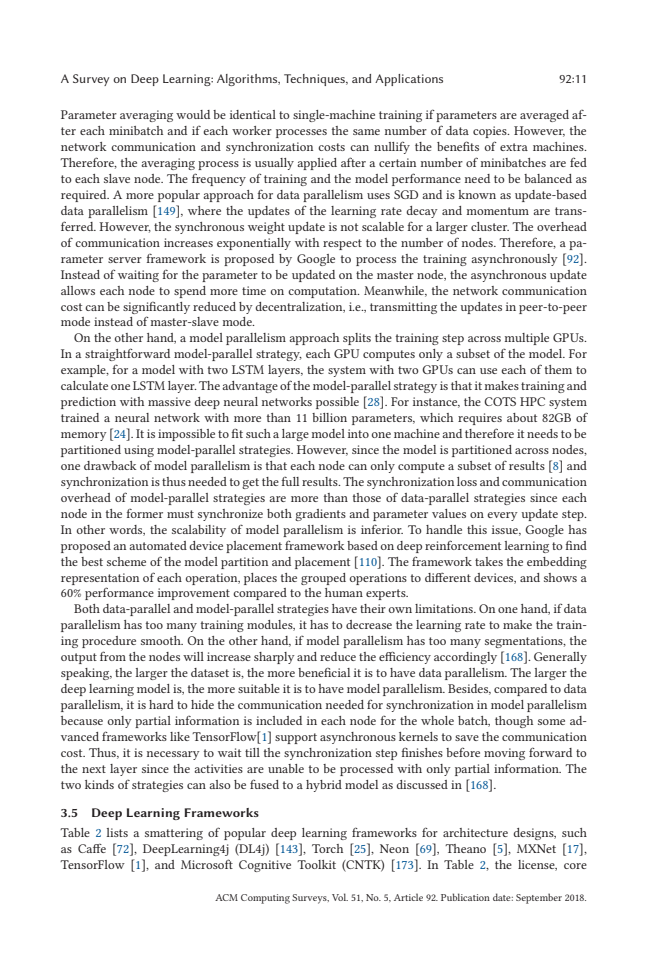 A Survey on Deep Learning: Algorithms, Techniques, and Applications 92:11
Parameter averaging would be identical to single-machine training if parameters are averaged af-
ter each minibatch and if each worker processes the same number of data copies. However, the
network communication and synchronization costs can nullify the benefits of extra machines.
Therefore, the averaging process is usually applied after a certain number of minibatches are fed
to each slave node. The frequency of training and the model performance need to be balanced as
required. A more popular approach for data parallelism uses SGD and is known as update-based
data parallelism [149], where the updates of the learning rate decay and momentum are trans-
ferred. However, the synchronous weight update is not scalable for a larger cluster. The overhead
of communication increases exponentially with respect to the number of nodes. Therefore, a pa-
rameter server framework is proposed by Google to process the training asynchronously [92].
Instead of waiting for the parameter to be updated on the master node, the asynchronous update
allows each node to spend more time on computation. Meanwhile, the network communication
cost can be significantly reduced by decentralization, i.e., transmitting the updates in peer-to-peer
mode instead of master-slave mode.
On the other hand, a model parallelism approach splits the training step across multiple GPUs.
In a straightforward model-parallel strategy, each GPU computes only a subset of the model. For
example, for a model with two LSTM layers, the system with two GPUs can use each of them to
calculate one LSTM layer. The advantage of the model-parallel strategy is that it makes training and
prediction with massive deep neural networks possible [28]. For instance, the COTS HPC system
trained a neural network with more than 11 billion parameters, which requires about 82GB of
memory [24]. It is impossible to fit such a large model into one machine and therefore it needs to be
partitioned using model-parallel strategies. However, since the model is partitioned across nodes,
one drawback of model parallelism is that each node can only compute a subset of results [8] and
synchronization is thus needed to get the full results. The synchronization loss and communication
overhead of model-parallel strategies are more than those of data-parallel strategies since each
node in the former must synchronize both gradients and parameter values on every update step.
In other words, the scalability of model parallelism is inferior. To handle this issue, Google has
proposed an automated device placement framework based on deep reinforcement learning to find
the best scheme of the model partition and placement [110]. The framework takes the embedding
representation of each operation, places the grouped operations to different devices, and shows a
60% performance improvement compared to the human experts.
Both data-parallel and model-parallel strategies have their own limitations. On one hand, if data
parallelism has too many training modules, it has to decrease the learning rate to make the train-
ing procedure smooth. On the other hand, if model parallelism has too many segmentations, the
output from the nodes will increase sharply and reduce the efficiency accordingly [168]. Generally
speaking, the larger the dataset is, the more beneficial it is to have data parallelism. The larger the
deep learning model is, the more suitable it is to have model parallelism. Besides, compared to data
parallelism, it is hard to hide the communication needed for synchronization in model parallelism
because only partial information is included in each node for the whole batch, though some ad-
vanced frameworks like TensorFlow[1] support asynchronous kernels to save the communication
cost. Thus, it is necessary to wait till the synchronization step finishes before moving forward to
the next layer since the activities are unable to be processed with only partial information. The
two kinds of strategies can also be fused to a hybrid model as discussed in [168].
3.5 Deep Learning Frameworks
Table 2 lists a smattering of popular deep learning frameworks for architecture designs, such
as Caffe [72], DeepLearning4j (DL4j) [143], Torch [25], Neon [69], Theano [5], MXNet [17],
TensorFlow [1], and Microsoft Cognitive Toolkit (CNTK) [173]. In Table 2, the license, core
ACM Computing Surveys, Vol. 51, No. 5, Article 92. Publication date: September 2018.